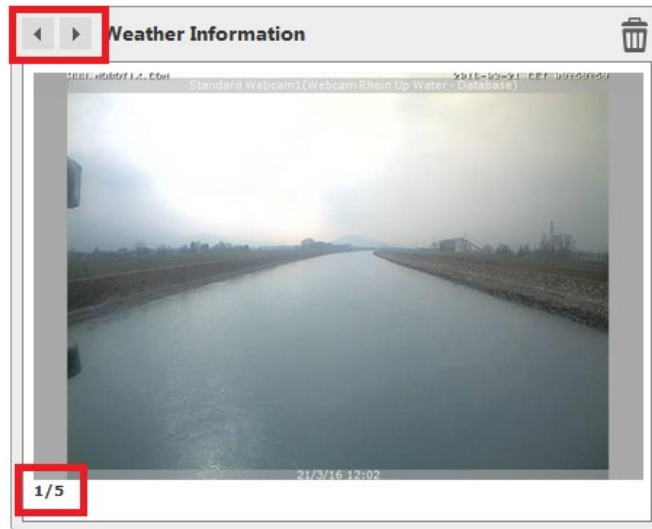 Weather Information
Standard Webcam1(Webcam Rhein Up Water - Database)
21/3/16 12:02
1/5